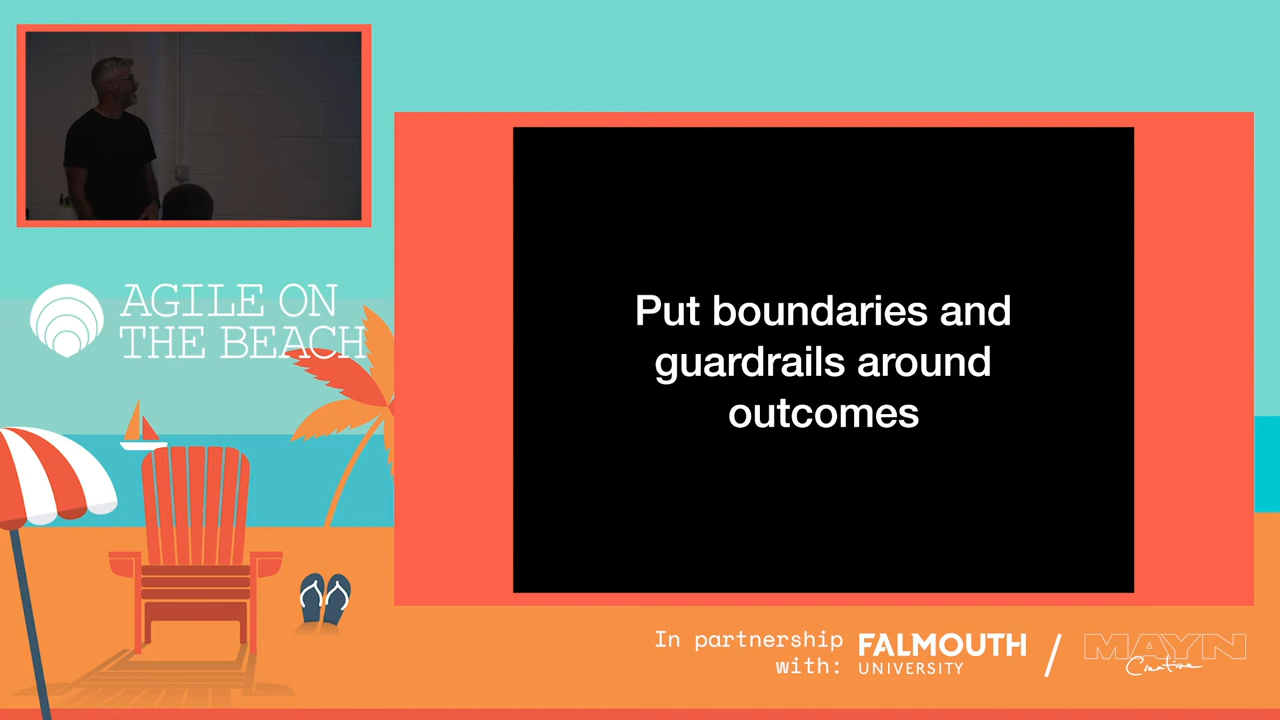 AGILE ON
THE BEACH
Put boundaries and
guardrails around
outcomes
In partnership
with:
FALMOUTH
UNIVERSITY
/
MAYN
Creative